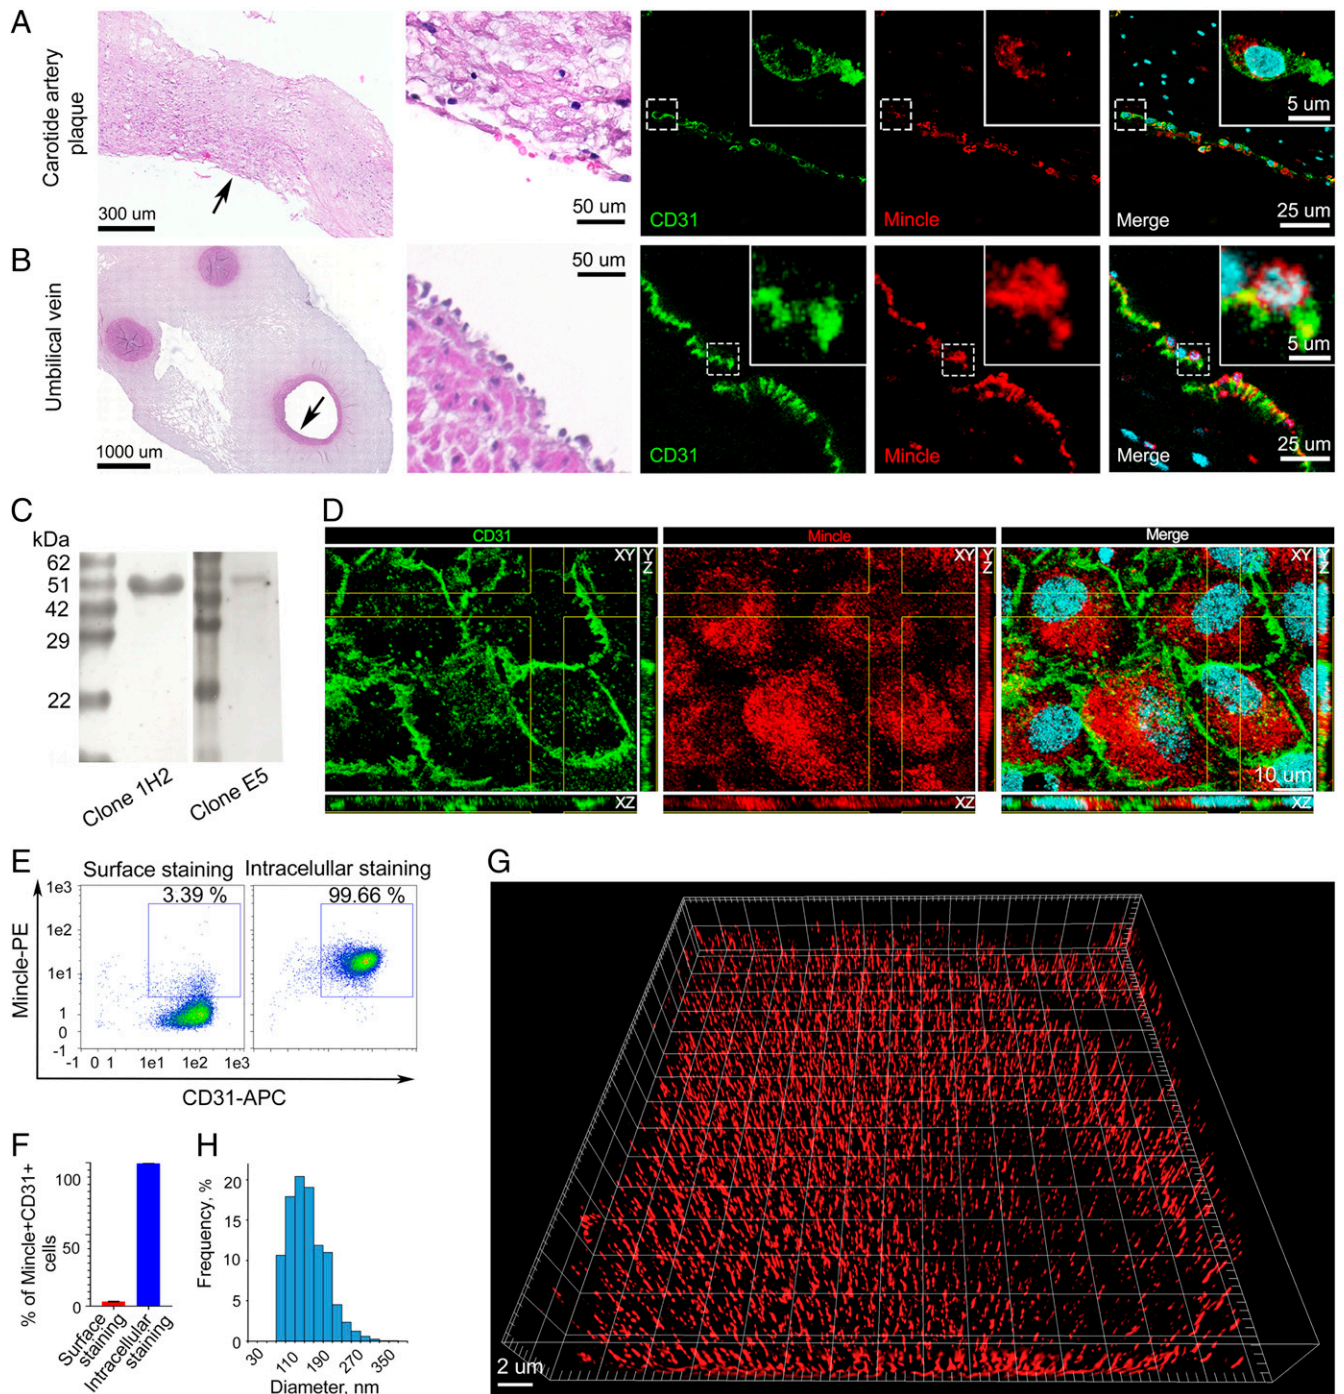 A
Carotide artery
plaque
300 um
50 um
CD31
Mincle
5 um
25 um
Merge
B
Umbilical vein
1000 um
50 um
CD31
Mincle
5 um
25 um
Merge
C
kDa
62
51
42
29
22
Clone 1H2
Clone E5
D
CD31
Mincle
Merge
XY
Y
Z
XY
Y
Z
XY
Y
Z
10 um
XZ
XZ
XZ
E
Surface staining
Intracelullar staining
3.39 %
99.66 %
Mincle-PE
1e3
1e2
1e1
1
0
-1
-1 0 1 1e1 1e2 1e3
CD31-APC
F
% of Mincle+CD31+
cells
100
50
0
Surface
staining
Intracellular
staining
H
Frequency, %
20
15
10
5
0
30 110 190 270 350
Diameter, nm
G
2 um